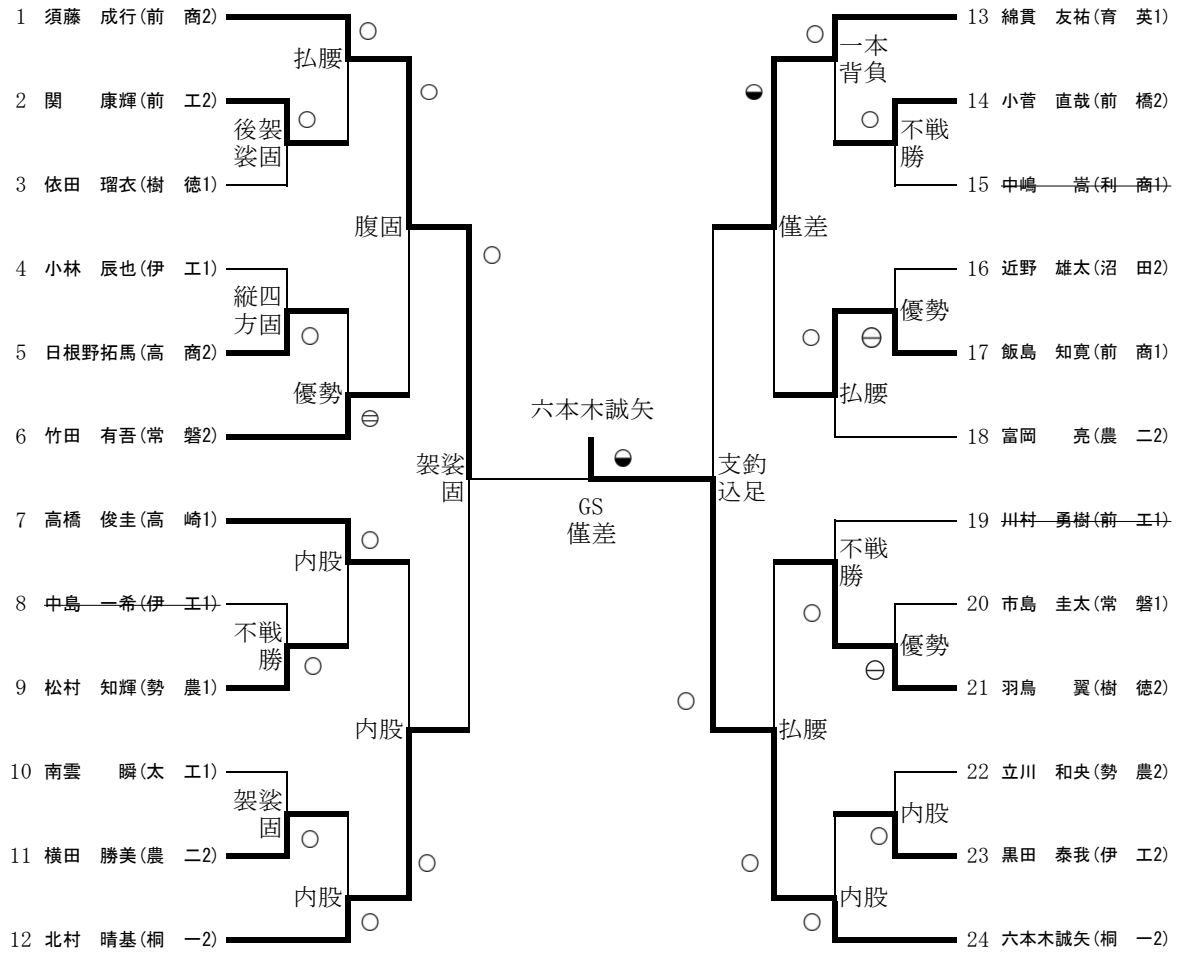 1 須藤 成行(前 商2)
払腰
2 関 康輝(前 工2)
後袈
裟固
3 依田 瑠衣(樹 徳1)
腹固
4 小林 辰也(伊 工1)
縦四
方固
5 日根野拓馬(高 商2)
優勢
6 竹田 有吾(常 磐2)
袈裟
固
7 高橋 俊圭(高 崎1)
内股
8 中島 一希(伊 工1)
不戦
勝
9 松村 知輝(勢 農1)
内股
10 南雲 瞬(太 工1)
袈裟
固
11 横田 勝美(農 二2)
内股
12 北村 晴基(桐 一2)
六本木誠矢
GS
僅差
13 綿貫 友祐(育 英1)
一本
背負
14 小菅 直哉(前 橋2)
不戦
勝
15 中嶋 嵩(利 商1)
僅差
16 近野 雄太(沼 田2)
優勢
17 飯島 知寛(前 商1)
払腰
18 富岡 亮(農 二2)
支釣
込足
19 川村 勇樹(前 工1)
不戦
勝
20 市島 圭太(常 磐1)
優勢
21 羽鳥 翼(樹 徳2)
払腰
22 立川 和央(勢 農2)
内股
23 黒田 泰我(伊 工2)
内股
24 六本木誠矢(桐 一2)